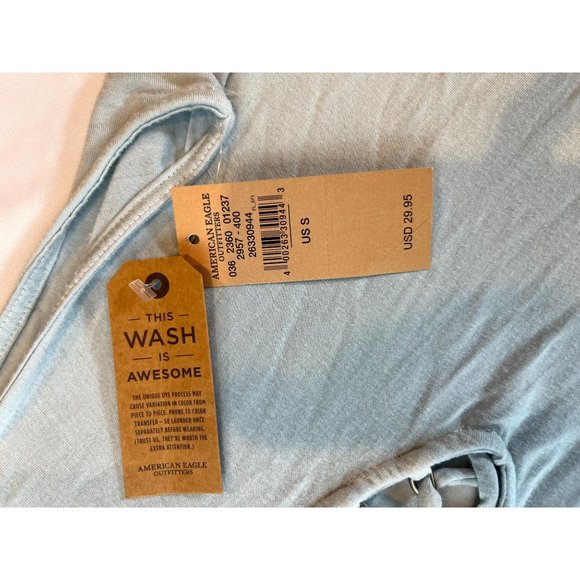 AMERICAN EAGLE
OUTFITTERS
036 2360 01237
2957 - 400
26330944
4 00263 30944 3
US S
USD 29.95
— THIS —
WASH
— IS —
AWESOME
THE UNIQUE DYE PROCESS MAY
CAUSE VARIATION IN COLOR FROM
PIECE TO PIECE. PRONE TO COLOR
TRANSFER—SO LAUNDER ONCE
SEPARATELY BEFORE WEARING.
(TRUST US, THEY'RE WORTH THE
EXTRA ATTENTION.)
AMERICAN EAGLE
OUTFITTERS